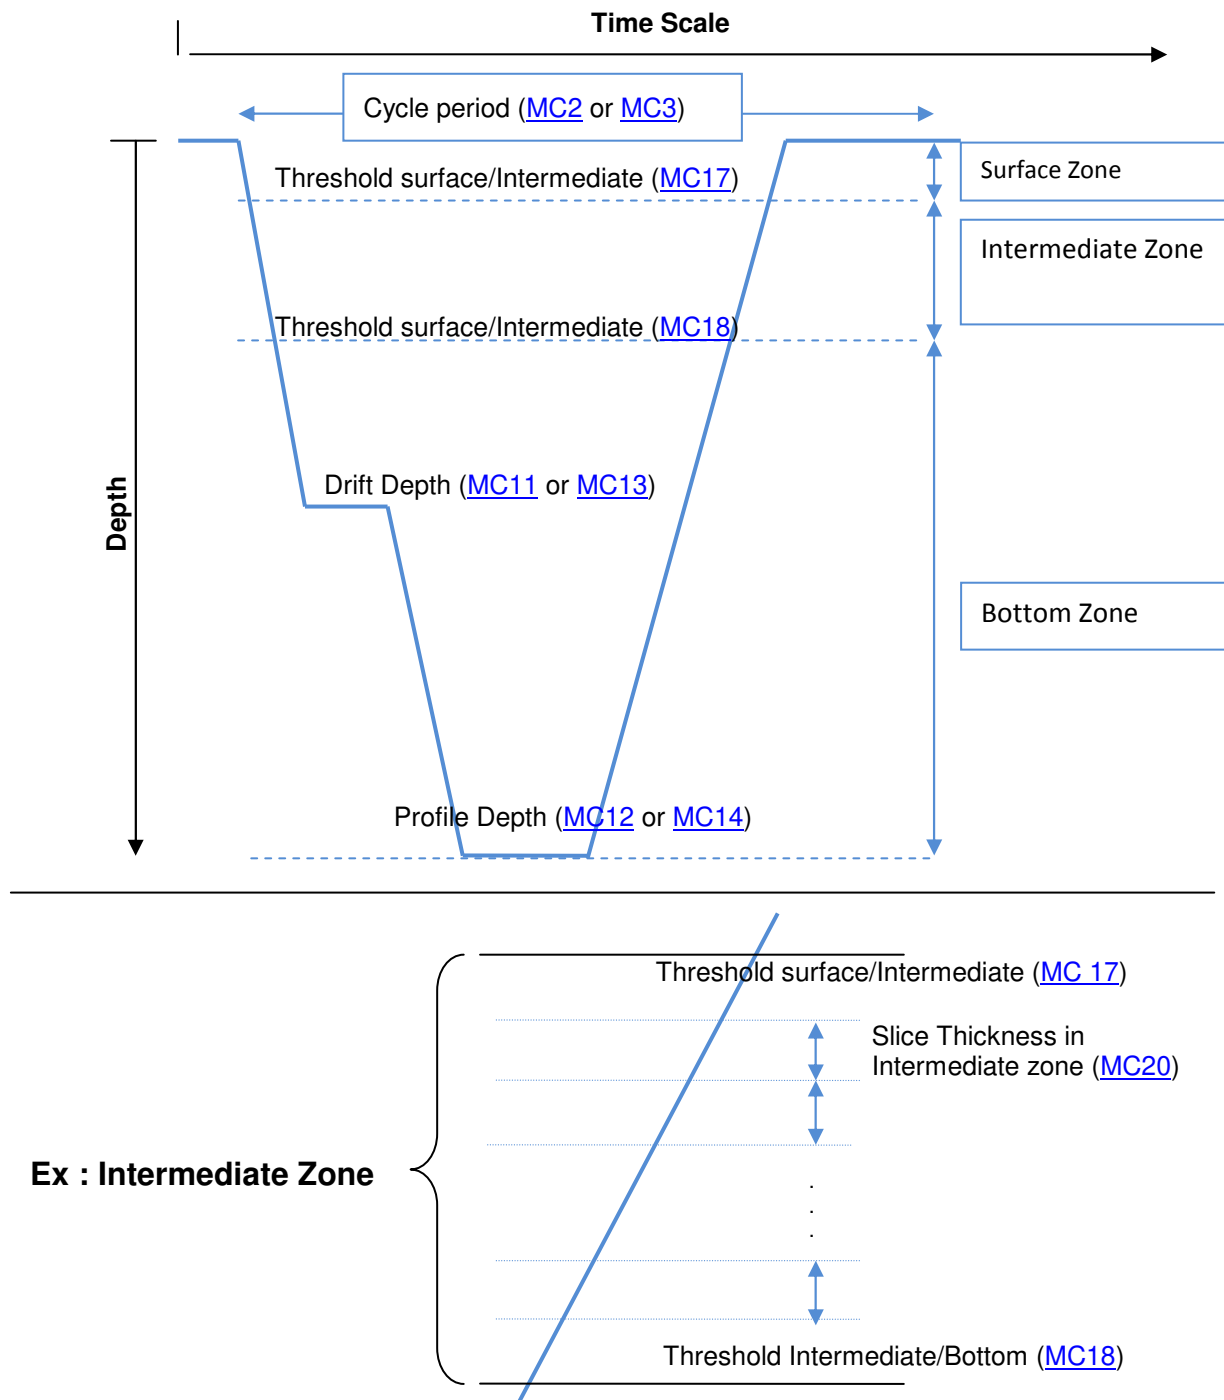 Time Scale
Cycle period (MC2 or MC3)
Threshold surface/Intermediate (MC17)
Surface Zone
Intermediate Zone
Threshold surface/Intermediate (MC18)
Drift Depth (MC11 or MC13)
Depth
Bottom Zone
Profile Depth (MC12 or MC14)
Threshold surface/Intermediate (MC 17)
Slice Thickness in
Intermediate zone (MC20)
Ex : Intermediate Zone
.
.
.
Threshold Intermediate/Bottom (MC18)